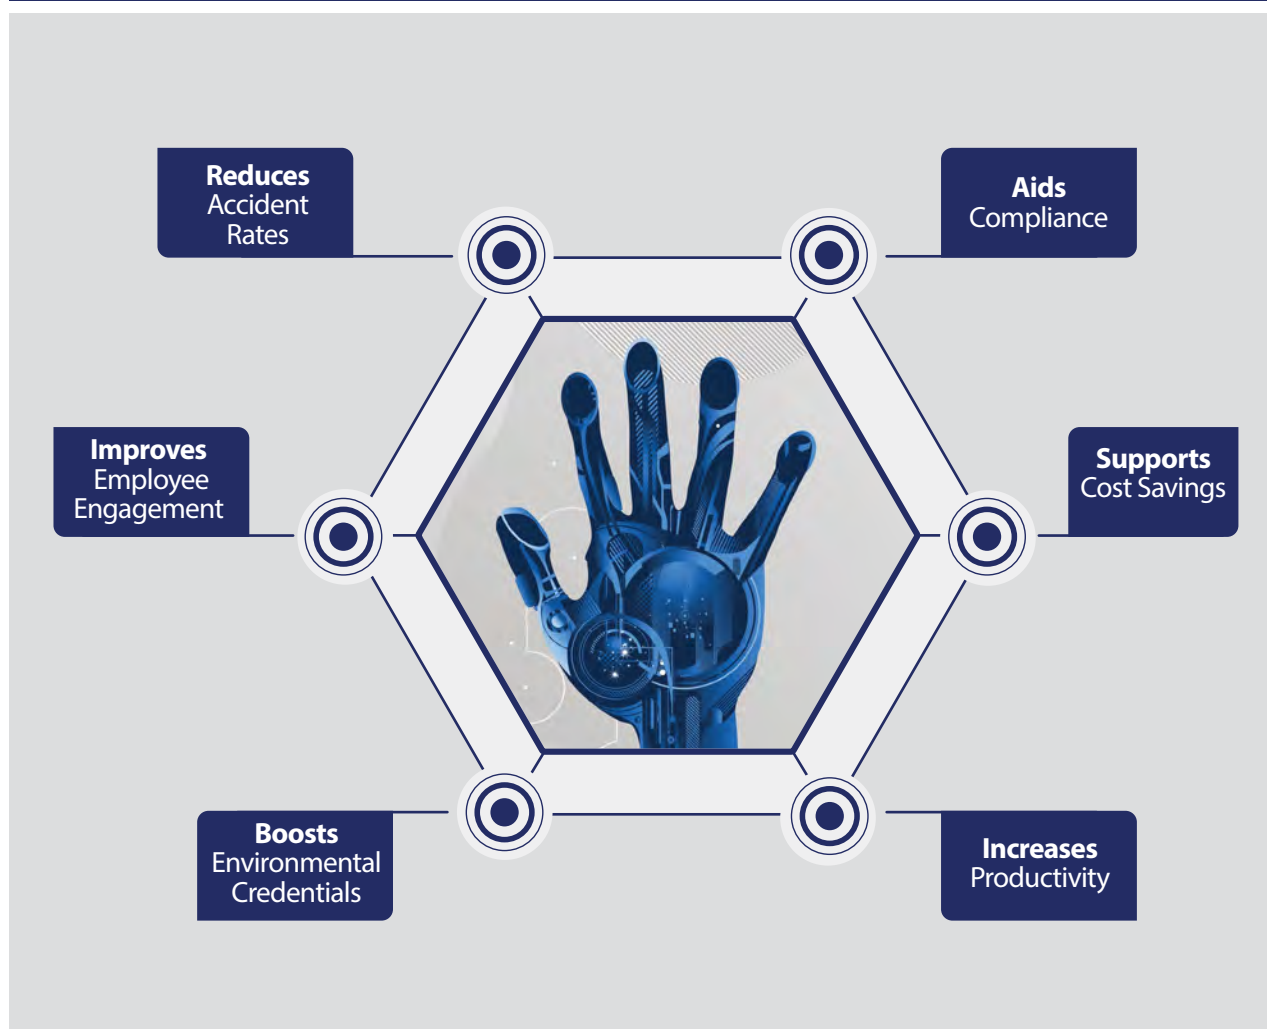 Reduces
Accident
Rates
Aids
Compliance
Improves
Employee
Engagement
Supports
Cost Savings
Boosts
Environmental
Credentials
Increases
Productivity